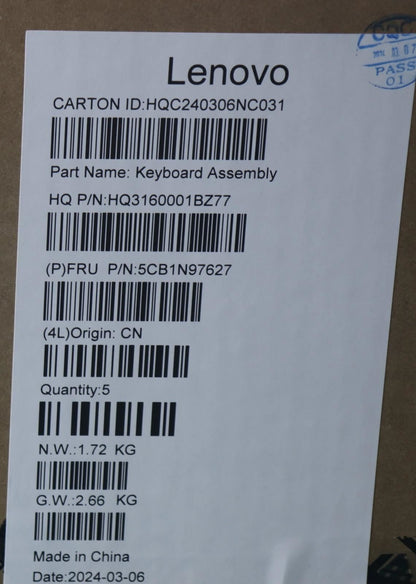 Lenovo
CARTON ID:HQC240306NC031
Part Name: Keyboard Assembly
HQ P/N:HQ3160001BZ77
(P)FRU P/N:5CB1N97627
(4L)Origin: CN
Quantity:5
N.W.:1.72 KG
G.W.:2.66 KG
Made in China
Date:2024-03-06
PASS
01